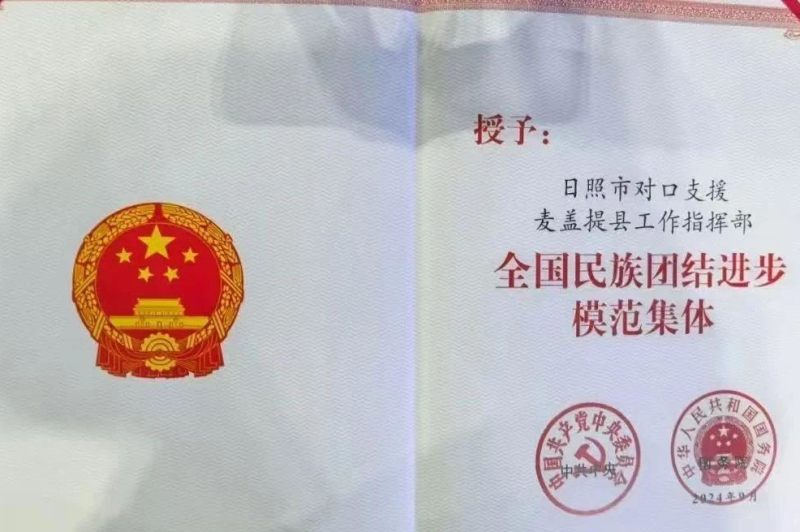 授予：
日照市对口支援
麦盖提县工作指挥部
全国民族团结进步
模范集体
中国共产党中央委员会
中共中央
中华人民共和国国务院
国务院
2024年9月